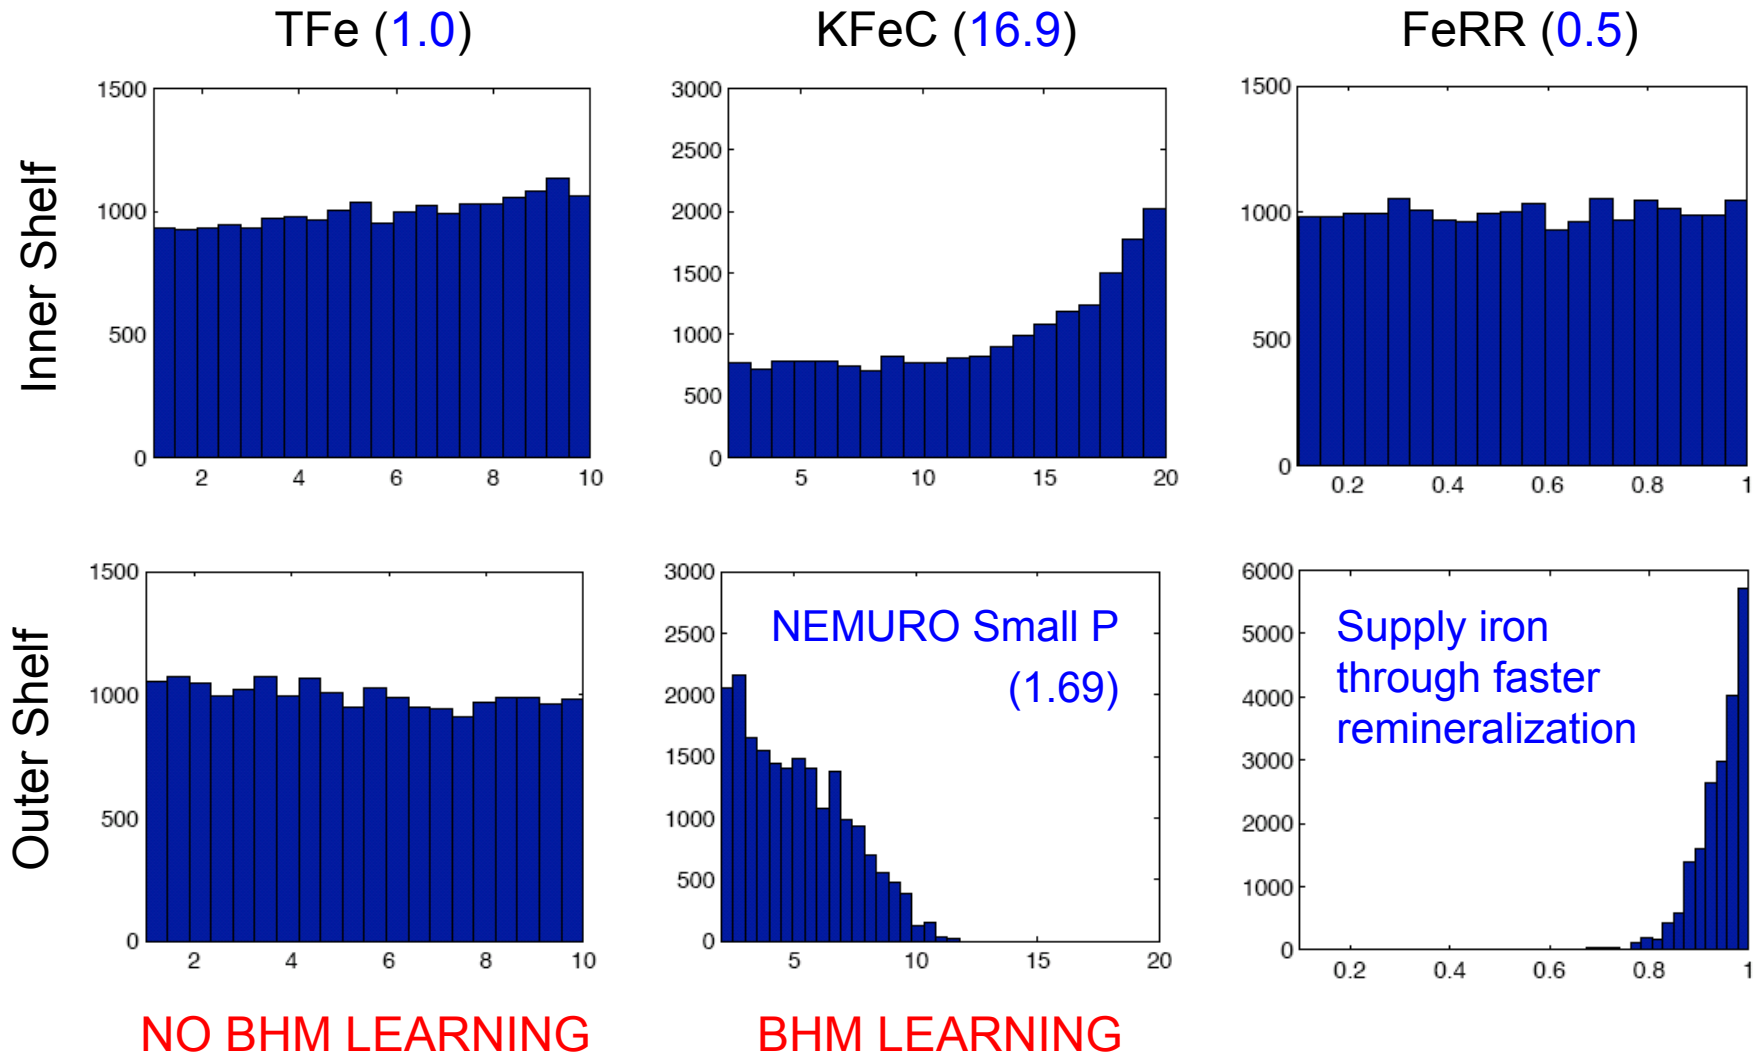 TFe (1.0)
KFeC (16.9)
FeRR (0.5)
Inner Shelf
1500
1000
500
0
2 4 6 8 10
3000
2500
2000
1500
1000
500
0
5 10 15 20
1500
1000
500
0
0.2 0.4 0.6 0.8 1
Outer Shelf
1500
1000
500
0
2 4 6 8 10
3000
2500
2000
1500
1000
500
0
5 10 15 20
NEMURO Small P
(1.69)
6000
5000
4000
3000
2000
1000
0
0.2 0.4 0.6 0.8 1
Supply iron
through faster
remineralization
NO BHM LEARNING
BHM LEARNING